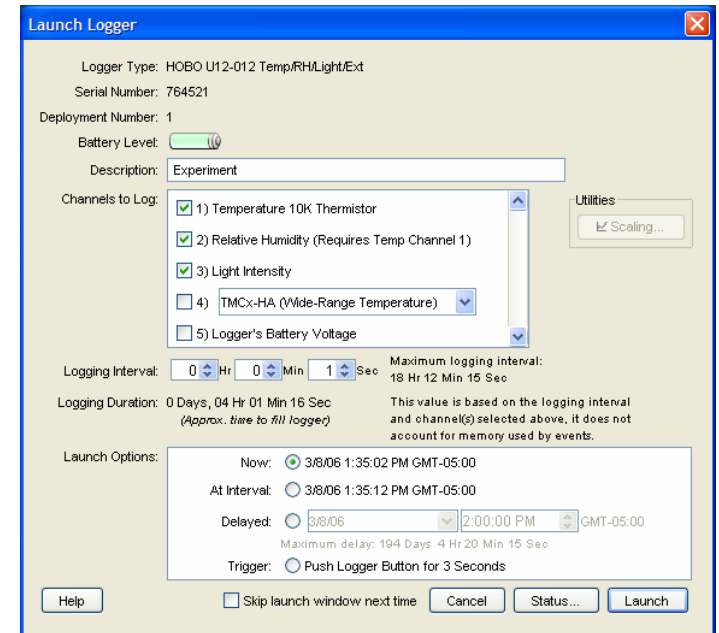 Launch Logger
Logger Type: HOBO U12-012 Temp/RH/Light/Ext
Serial Number: 764521
Deployment Number: 1
Battery Level:
Description: Experiment
Channels to Log:
1) Temperature 10K Thermistor
2) Relative Humidity (Requires Temp Channel 1)
3) Light Intensity
4) TMCx-HA (Wide-Range Temperature)
5) Logger's Battery Voltage
Utilities
Scaling...
Logging Interval: 0 Hr 0 Min 1 Sec
Maximum logging interval:
18 Hr 12 Min 15 Sec
Logging Duration: 0 Days, 04 Hr 01 Min 16 Sec
(Approx. time to fill logger)
This value is based on the logging interval
and channel(s) selected above, it does not
account for memory used by events.
Launch Options:
Now: 3/8/06 1:35:02 PM GMT-05:00
At Interval: 3/8/06 1:35:12 PM GMT-05:00
Delayed: 3/8/06 2:00:00 PM GMT-05:00
Maximum delay: 194 Days 4 Hr 20 Min 15 Sec
Trigger: Push Logger Button for 3 Seconds
Help Skip launch window next time Cancel Status... Launch